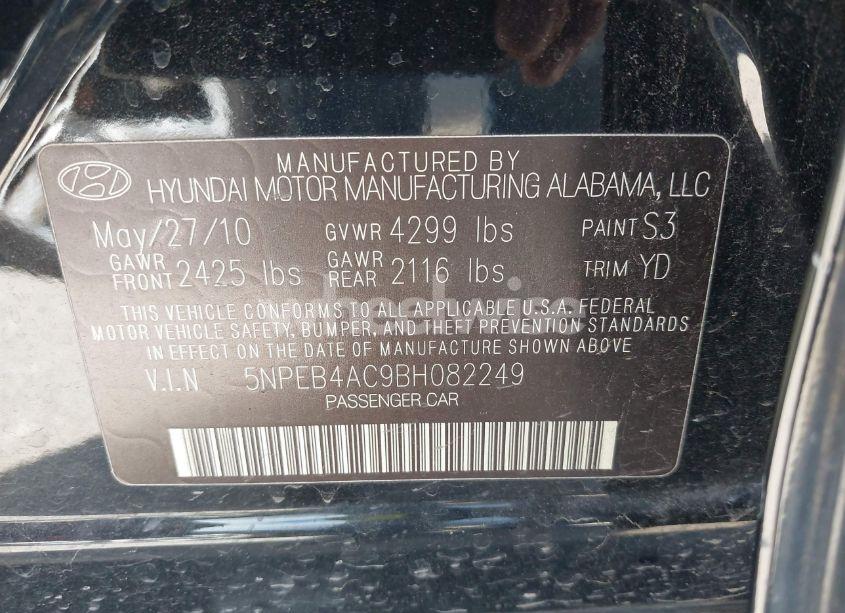 MANUFACTURED BY
HYUNDAI MOTOR MANUFACTURING ALABAMA, LLC
May/27/10 GVWR 4299 lbs PAINT S3
GAWR FRONT 2425 lbs GAWR REAR 2116 lbs TRIM YD
THIS VEHICLE CONFORMS TO ALL APPLICABLE U.S.A. FEDERAL
MOTOR VEHICLE SAFETY, BUMPER, AND THEFT PREVENTION STANDARDS
IN EFFECT ON THE DATE OF MANUFACTURE SHOWN ABOVE
V.I.N 5NPEB4AC9BH082249
PASSENGER CAR